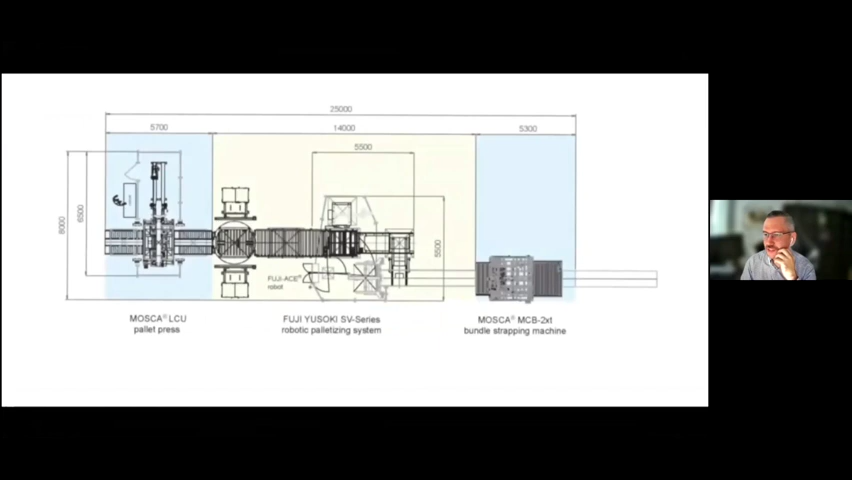 25000
5700
14000
5300
5500
8000
6500
5500
FUJI-ACE®
robot
MOSCA® LCU
pallet press
FUJI YUSOKI SV-Series
robotic palletizing system
MOSCA® MCB-2xt
bundle strapping machine